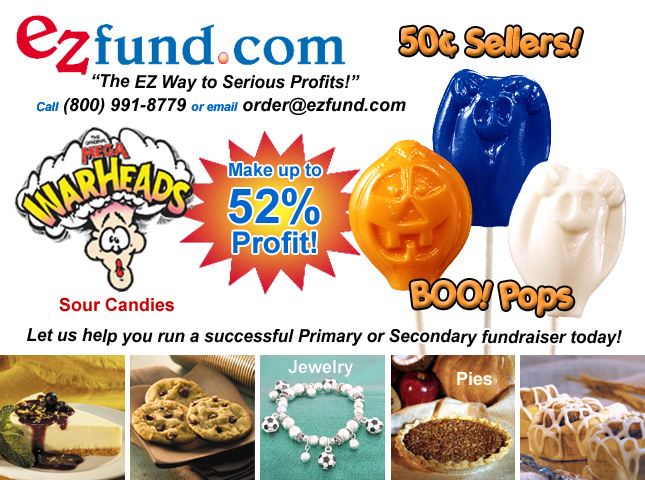 ezfund.com
50¢ Sellers!
“The EZ Way to Serious Profits!”
Call (800) 991-8779 or email order@ezfund.com
MEGA
WARHEADS
Make up to
52%
Profit!
Sour Candies
BOO! Pops
Let us help you run a successful Primary or Secondary fundraiser today!
Jewelry
Pies